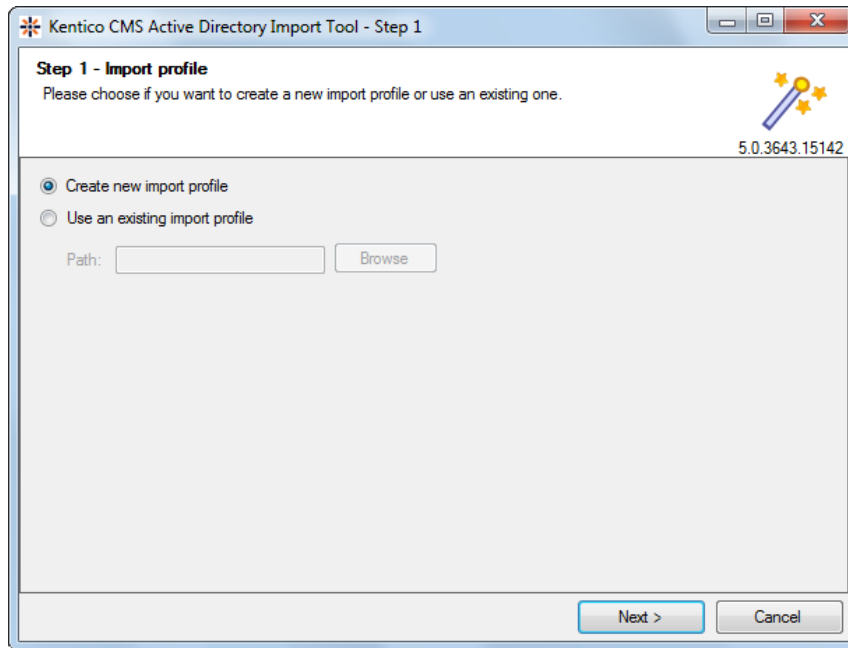 Kentico CMS Active Directory Import Tool - Step 1
Step 1 - Import profile
Please choose if you want to create a new import profile or use an existing one.
5.0.3643.15142
Create new import profile
Use an existing import profile
Path: Browse
Next > Cancel